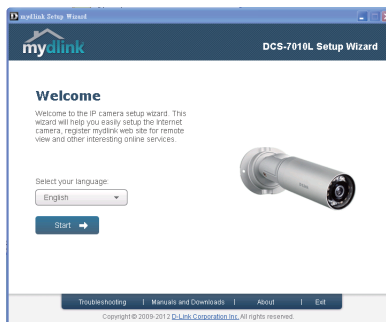 mydlink Setup Wizard
mydlink
DCS-7010L Setup Wizard
Welcome
Welcome to the IP camera setup wizard. This
wizard will help you easily setup the Internet
camera, register mydlink web site for remote
view and other interesting online services.
Select your language:
English
Start
Troubleshooting | Manuals and Downloads | About | Exit
Copyright © 2009-2012 D-Link Corporation Inc. All rights reserved.